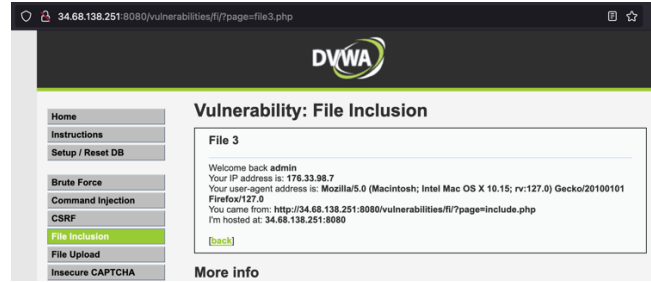 34.68.138.251:8080/vulnerabilities/fi/?page=file3.php
DVWA
Home
Instructions
Setup / Reset DB
Brute Force
Command Injection
CSRF
File Inclusion
File Upload
Insecure CAPTCHA
Vulnerability: File Inclusion
File 3
Welcome back admin
Your IP address is: 176.33.98.7
Your user-agent address is: Mozilla/5.0 (Macintosh; Intel Mac OS X 10.15; rv:127.0) Gecko/20100101
Firefox/127.0
You came from: http://34.68.138.251:8080/vulnerabilities/fi/?page=include.php
I'm hosted at: 34.68.138.251:8080
[back]
More info